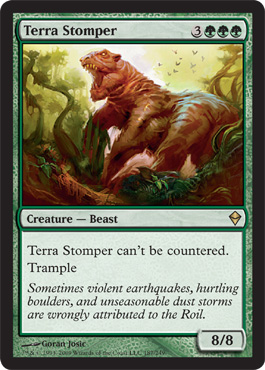 Terra Stomper 3
Creature — Beast
Terra Stomper can't be countered.
Trample
Sometimes violent earthquakes, hurtling
boulders, and unseasonable dust storms
are wrongly attributed to the Roil.
Goran Josic
8/8